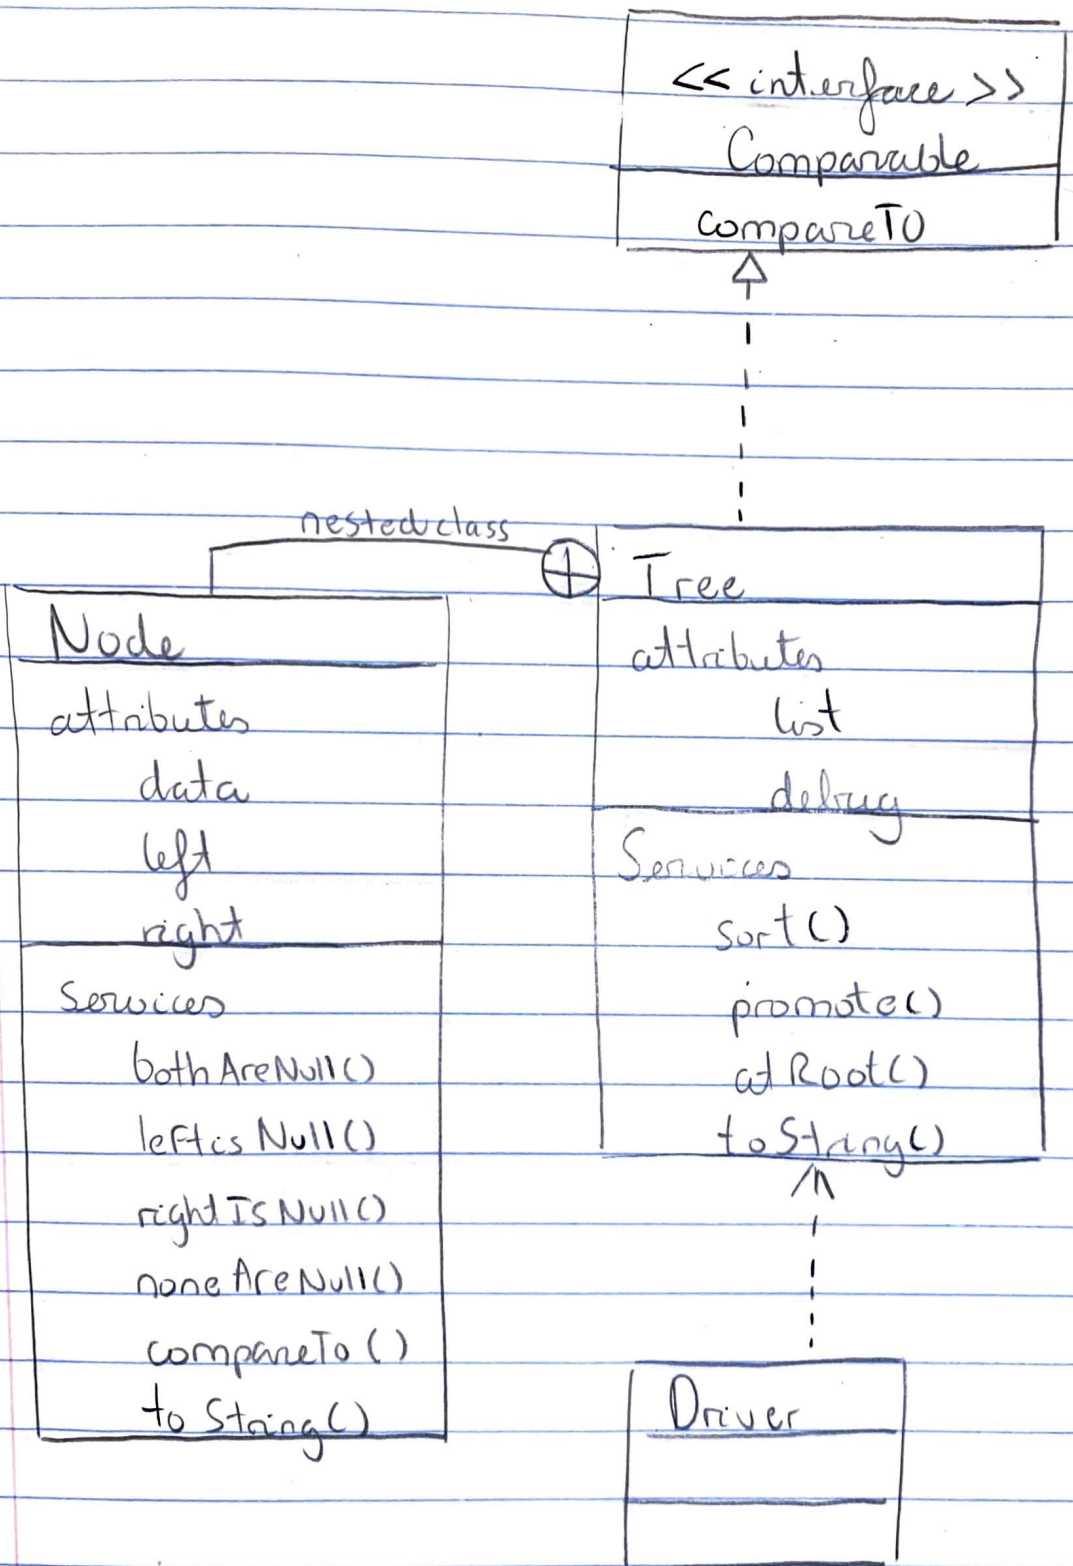 << interface >>
Comparable
compareTO
nested class
Node
attributes
data
left
right
Services
bothAreNull()
leftisNull()
rightIsNull()
noneAreNull()
compareTo()
toString()
Tree
attributes
list
debug
Services
sort()
promote()
atRoot()
toString()
Driver